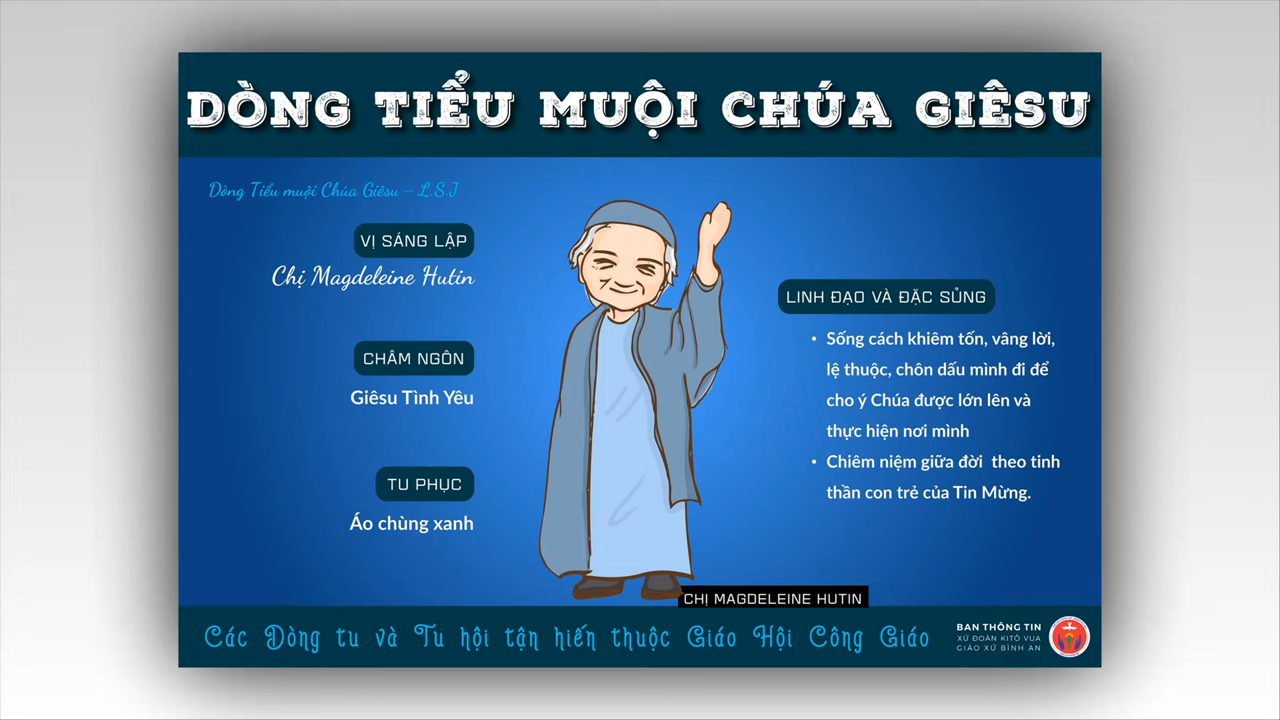 DÒNG TIỂU MUỘI CHÚA GIÊSU
Dòng Tiểu muội Chúa Giêsu – L.S.J
VỊ SÁNG LẬP
Chị Magdeleine Hutin
CHÂM NGÔN
Giêsu Tình Yêu
TU PHỤC
Áo chùng xanh
LINH ĐẠO VÀ ĐẶC SỦNG
• Sống cách khiêm tốn, vâng lời,
lệ thuộc, chôn dấu mình đi để
cho ý Chúa được lớn lên và
thực hiện nơi mình
• Chiêm niệm giữa đời theo tinh
thần con trẻ của Tin Mừng.
CHỊ MAGDELEINE HUTIN
Các Dòng tu và Tu hội tận hiến thuộc Giáo Hội Công Giáo
BAN THÔNG TIN
XỨ ĐOÀN KITÔ VUA
GIÁO XỨ BÌNH AN